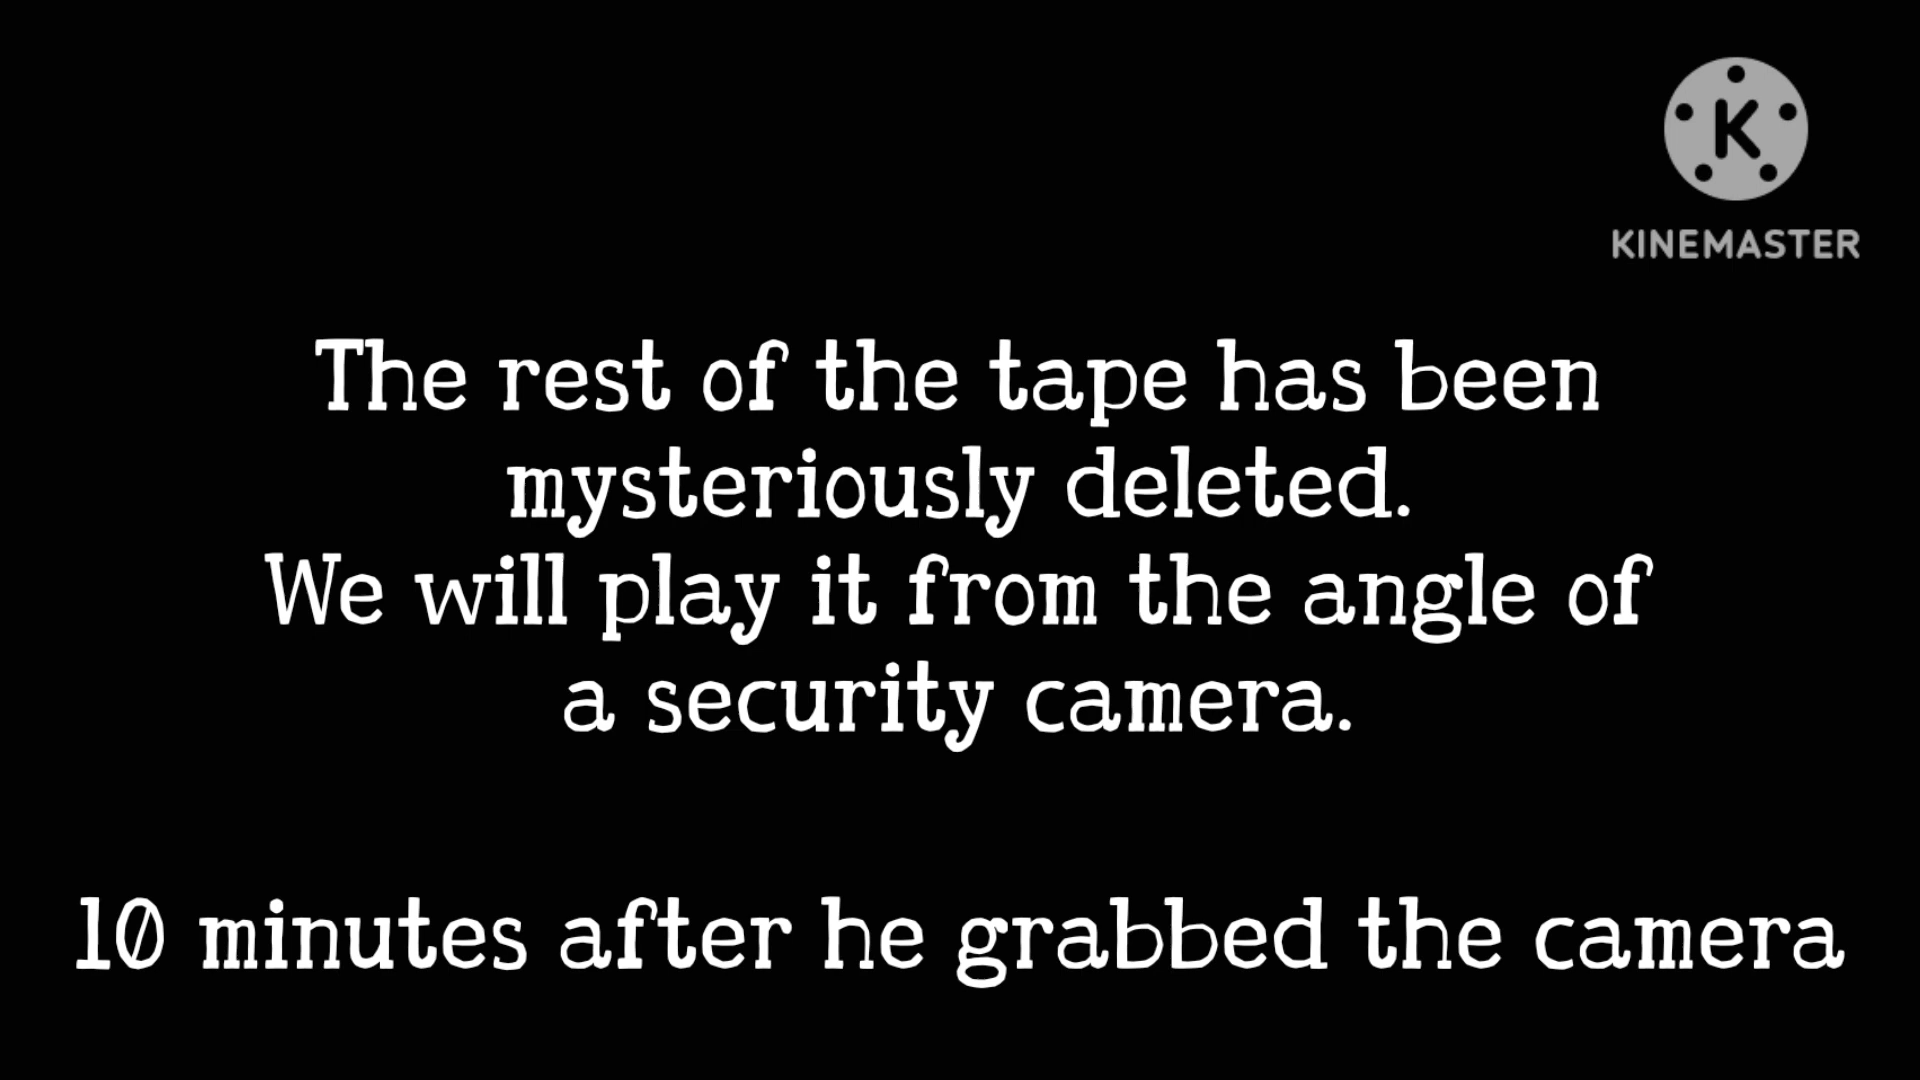 K
KINEMASTER
The rest of the tape has been
mysteriously deleted.
We will play it from the angle of
a security camera.
10 minutes after he grabbed the camera